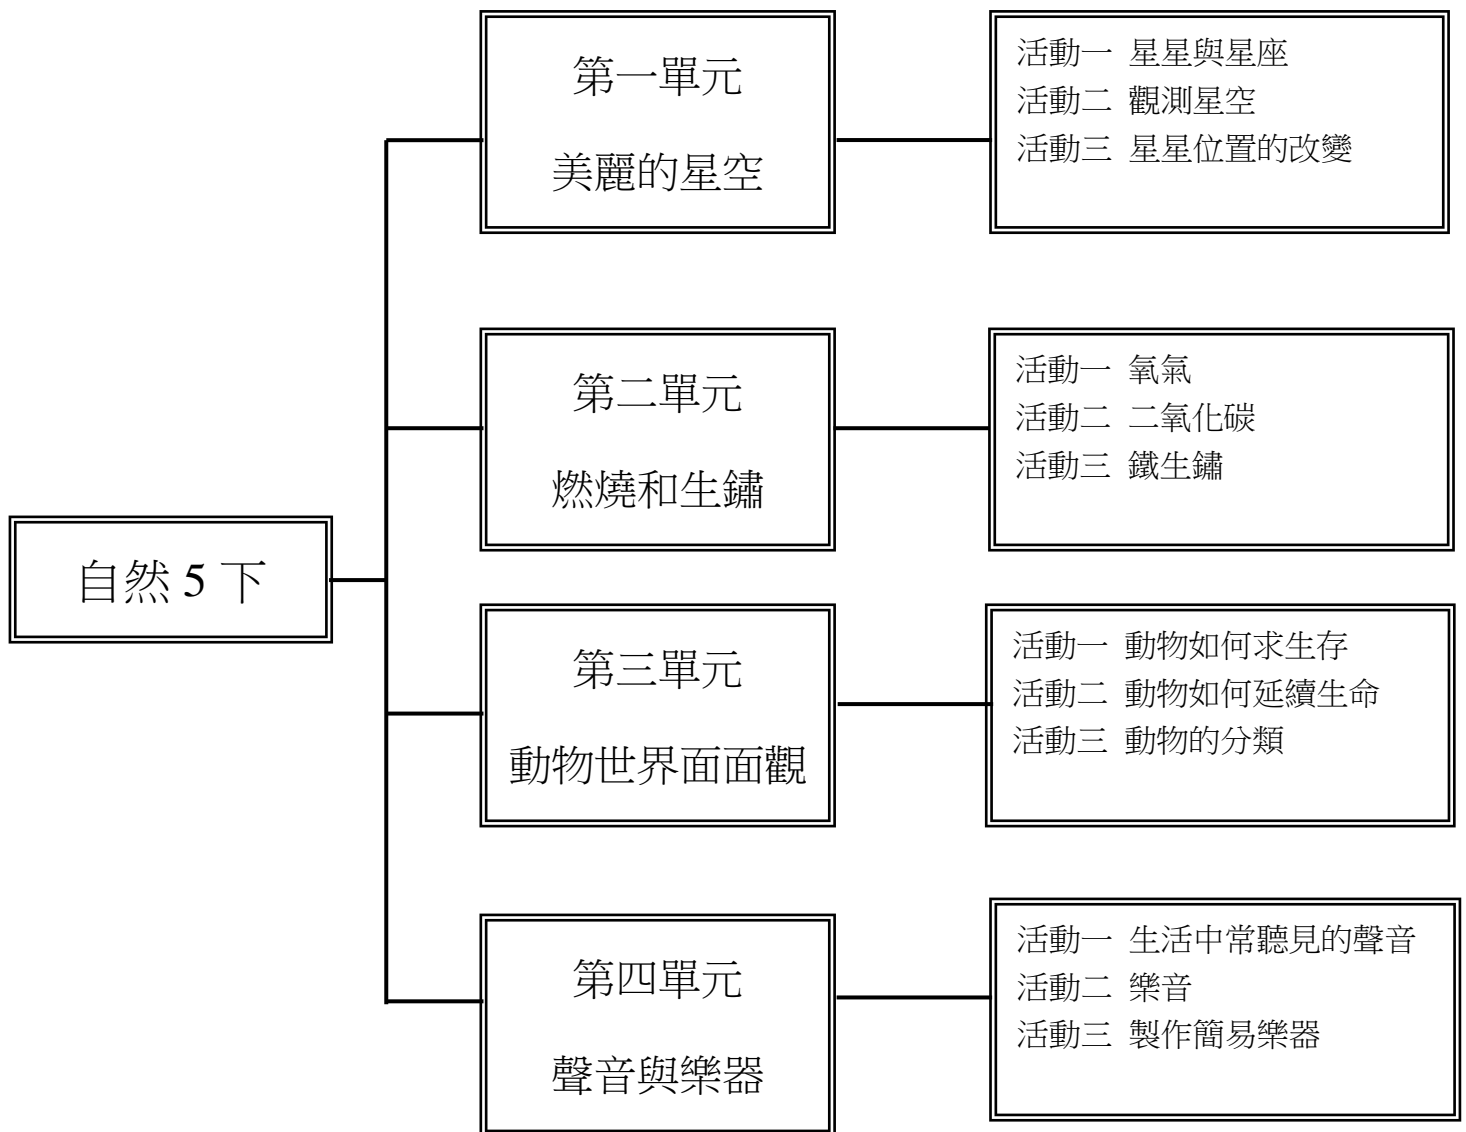 自然 5 下
第一單元
美麗的星空
活動一 星星與星座
活動二 觀測星空
活動三 星星位置的改變
第二單元
燃燒和生鏽
活動一 氧氣
活動二 二氧化碳
活動三 鐵生鏽
第三單元
動物世界面面觀
活動一 動物如何求生存
活動二 動物如何延續生命
活動三 動物的分類
第四單元
聲音與樂器
活動一 生活中常聽見的聲音
活動二 樂音
活動三 製作簡易樂器